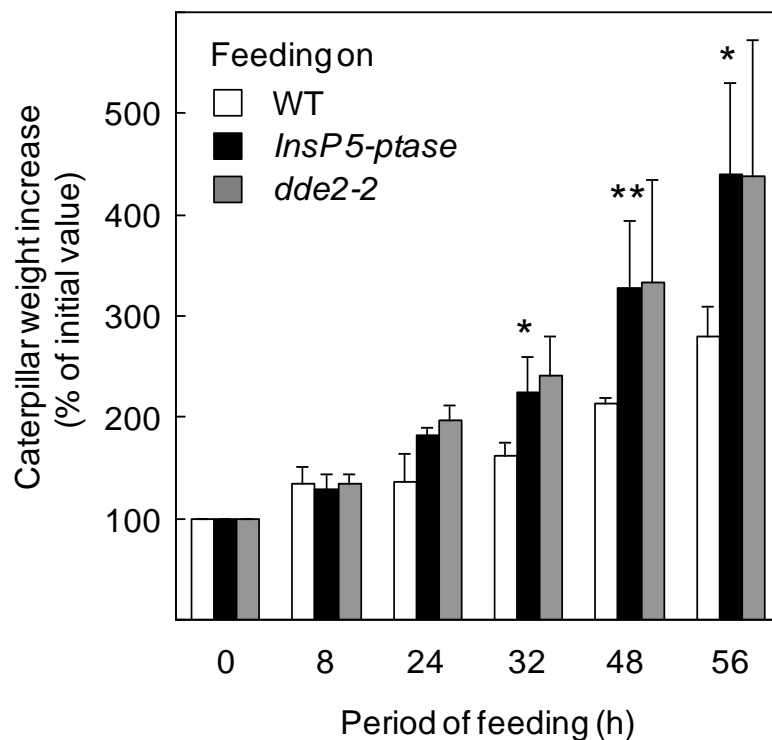 Feeding on
WT
InsP5-ptase
dde2-2
500
400
300
200
100
*
**
*
0 8 24 32 48 56
Period of feeding (h)
Caterpillar weight increase
(% of initial value)